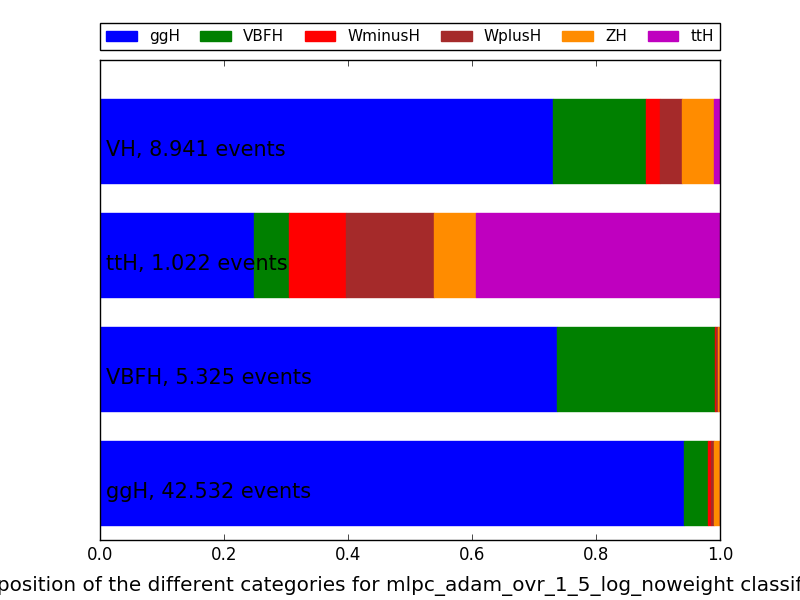 ggH VBFH WminusH WplusH ZH ttH
VH, 8.941 events
ttH, 1.022 events
VBFH, 5.325 events
ggH, 42.532 events
0.0 0.2 0.4 0.6 0.8 1.0
position of the different categories for mlpc_adam_ovr_1_5_log_noweight classif